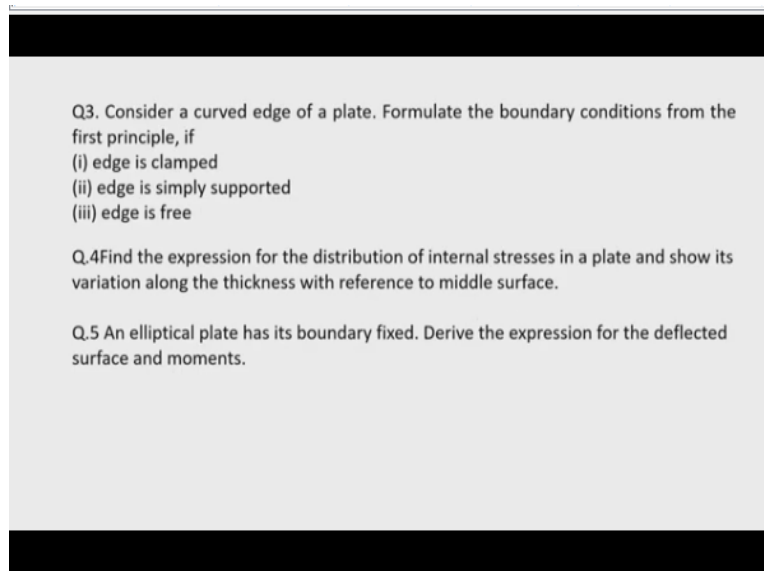 Q3. Consider a curved edge of a plate. Formulate the boundary conditions from the
first principle, if
(i) edge is clamped
(ii) edge is simply supported
(iii) edge is free
Q.4Find the expression for the distribution of internal stresses in a plate and show its
variation along the thickness with reference to middle surface.
Q.5 An elliptical plate has its boundary fixed. Derive the expression for the deflected
surface and moments.